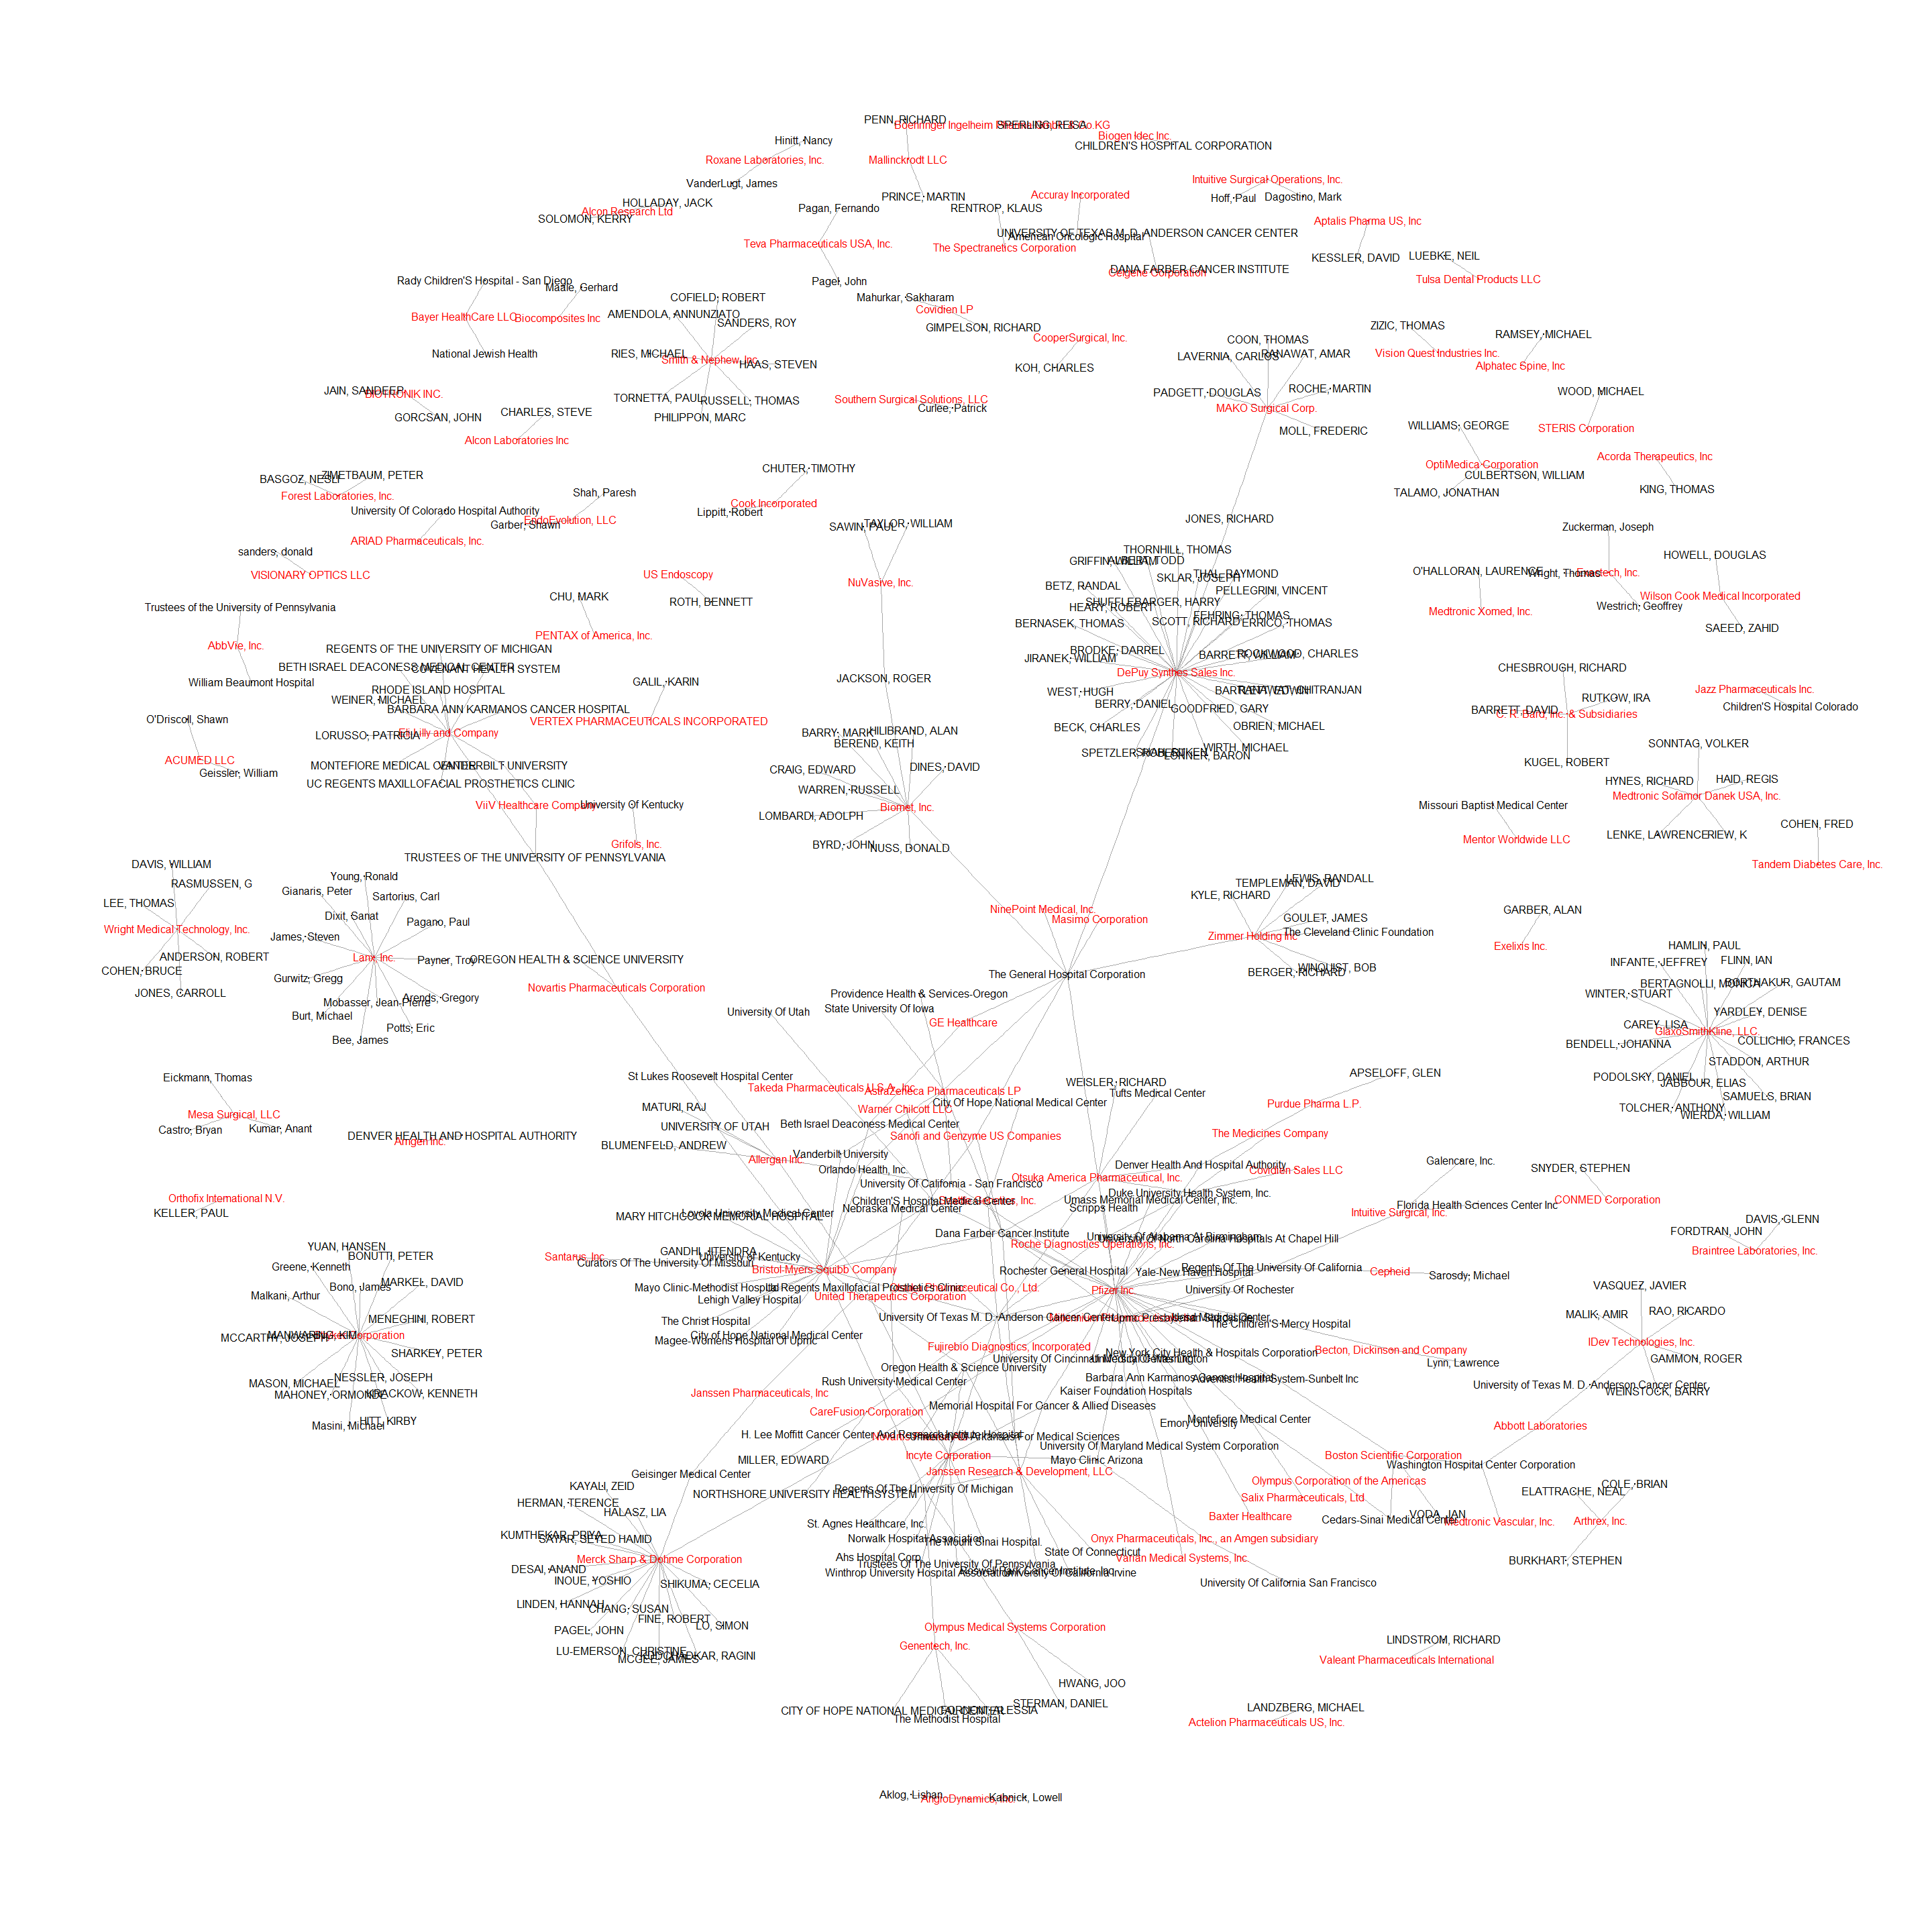 PENN, RICHARD
SPERLING, REISA
Biogen Idec Inc.
Hinitt, Nancy
CHILDREN'S HOSPITAL CORPORATION
Roxane Laboratories, Inc.
Mallinckrodt LLC
VanderLugt, James
Intuitive Surgical Operations, Inc.
PRINCE, MARTIN
Accuray Incorporated
Hoff, Paul
Dagostino, Mark
HOLLADAY, JACK
Alcon Research Ltd
SOLOMON, KERRY
Pagan, Fernando
RENTROP, KLAUS
Aptalis Pharma US, Inc
UNIVERSITY OF TEXAS M. D. ANDERSON CANCER CENTER
American Oncologic Hospital
Teva Pharmaceuticals USA, Inc.
The Spectranetics Corporation
KESSLER, DAVID
LUEBKE, NEIL
DANA FARBER CANCER INSTITUTE
Celgene Corporation
Tulsa Dental Products LLC
Rady Children'S Hospital - San Diego
Maale, Gerhard
Pagel, John
COFIELD, ROBERT
Mahurkar, Sakharam
Covidien LP
AMENDOLA, ANNUNZIATO
SANDERS, ROY
Bayer HealthCare LLC
Biocomposites Inc
GIMPELSON, RICHARD
ZIZIC, THOMAS
RAMSEY, MICHAEL
CooperSurgical, Inc.
COON, THOMAS
National Jewish Health
RIES, MICHAEL
Smith & Nephew, Inc.
HAAS, STEVEN
KOH, CHARLES
LAVERNIA, CARLOS
RANAWAT, AMAR
Vision Quest Industries Inc.
Alphatec Spine, Inc
JAIN, SANDEEP
BIOTRONIK INC.
TORNETTA, PAUL
RUSSELL, THOMAS
Southern Surgical Solutions, LLC
Curlee, Patrick
PADGETT, DOUGLAS
ROCHE, MARTIN
MAKO Surgical Corp.
WOOD, MICHAEL
GORCSAN, JOHN
CHARLES, STEVE
PHILIPPON, MARC
MOLL, FREDERIC
WILLIAMS, GEORGE
STERIS Corporation
Alcon Laboratories Inc
OptiMedica Corporation
Acorda Therapeutics, Inc
CHUTER, TIMOTHY
BASGOZ, NESLI
ZIMETBAUM, PETER
CULBERTSON, WILLIAM
Forest Laboratories, Inc.
Shah, Paresh
TALAMO, JONATHAN
KING, THOMAS
Cook Incorporated
Lippitt, Robert
University Of Colorado Hospital Authority
EndoEvolution, LLC
Garber, Shawn
SAWIN, PAUL
TAYLOR, WILLIAM
JONES, RICHARD
Zuckerman, Joseph
ARIAD Pharmaceuticals, Inc.
sanders, donald
THORNHILL, THOMAS
GRIFFIN, WILLIAM
ALBERT, TODD
HOWELL, DOUGLAS
VISIONARY OPTICS LLC
US Endoscopy
NuVasive, Inc.
BETZ, RANDAL
SKLAR, JOSEPH
THAL, RAYMOND
O'HALLORAN, LAURENCE
Wright, Thomas
Exactech, Inc.
CHU, MARK
ROTH, BENNETT
PELLEGRINI, VINCENT
Wilson Cook Medical Incorporated
Trustees of the University of Pennsylvania
HEARY, ROBERT
SHUFFLEBARGER, HARRY
FEHRING, THOMAS
Medtronic Xomed, Inc.
Westrich, Geoffrey
BERNASEK, THOMAS
SCOTT, RICHARD
ERRICO, THOMAS
SAEED, ZAHID
PENTAX of America, Inc.
AbbVie, Inc.
REGENTS OF THE UNIVERSITY OF MICHIGAN
BRODKE, DARREL
JIRANEK, WILLIAM
BARRETT, WILLIAM
ROCKWOOD, CHARLES
BETH ISRAEL DEACONESS MEDICAL CENTER
COVENANT HEALTH SYSTEM
DePuy Synthes Sales Inc.
CHESBROUGH, RICHARD
William Beaumont Hospital
RHODE ISLAND HOSPITAL
GALIL, KARIN
JACKSON, ROGER
WEST, HUGH
BARTLETT, EDWIN
RANAWAT, CHITRANJAN
RUTKOW, IRA
Jazz Pharmaceuticals Inc.
WEINER, MICHAEL
BARBARA ANN KARMANOS CANCER HOSPITAL
BERRY, DANIEL
GOODFRIED, GARY
BARRETT, DAVID
C. R. Bard, Inc. & Subsidiaries
Children'S Hospital Colorado
O'Driscoll, Shawn
VERTEX PHARMACEUTICALS INCORPORATED
BECK, CHARLES
OBRIEN, MICHAEL
LORUSSO, PATRICIA
Eli Lilly and Company
BARRY, MARK
HILIBRAND, ALAN
BEREND, KEITH
SPETZLER, ROBERT
WIRTH, MICHAEL
LONNER, BARON
SONNTAG, VOLKER
ACUMED LLC
Geissler, William
MONTEFIORE MEDICAL CENTER
VANDERBILT UNIVERSITY
CRAIG, EDWARD
DINES, DAVID
KUGEL, ROBERT
HYNES, RICHARD
HAID, REGIS
UC REGENTS MAXILLOFACIAL PROSTHETICS CLINIC
WARREN, RUSSELL
Medtronic Sofamor Danek USA, Inc.
ViiV Healthcare Company
University Of Kentucky
Biomet, Inc.
Missouri Baptist Medical Center
LOMBARDI, ADOLPH
COHEN, FRED
Grifols, Inc.
BYRD, JOHN
NUSS, DONALD
Mentor Worldwide LLC
LENKE, LAWRENCE
RIEW, K
TRUSTEES OF THE UNIVERSITY OF PENNSYLVANIA
DAVIS, WILLIAM
Tandem Diabetes Care, Inc.
RASMUSSEN, G
Young, Ronald
Gianaris, Peter
Sartorius, Carl
LEWIS, RANDALL
TEMPLEMAN, DAVID
KYLE, RICHARD
LEE, THOMAS
Dixit, Sanat
Pagano, Paul
NinePoint Medical, Inc.
Masimo Corporation
GOULET, JAMES
GARBER, ALAN
Wright Medical Technology, Inc.
James, Steven
Zimmer Holding Inc
The Cleveland Clinic Foundation
Exelixis Inc.
HAMLIN, PAUL
ANDERSON, ROBERT
Lanx, Inc.
Payner, Troy
OREGON HEALTH & SCIENCE UNIVERSITY
INFANTE, JEFFREY
FLINN, IAN
COHEN, BRUCE
Gurwitz, Gregg
The General Hospital Corporation
BERGER, RICHARD
WINQUIST, BOB
BERTAGNOLLI, MONICA
BORTHAKUR, GAUTAM
JONES, CARROLL
Mobasser, Jean-Pierre
Arends, Gregory
Novartis Pharmaceuticals Corporation
Providence Health & Services-Oregon
WINTER, STUART
Burt, Michael
Potts, Eric
University Of Utah
State University Of Iowa
GE Healthcare
CAREY, LISA
YARDLEY, DENISE
Bee, James
GlaxoSmithKline, LLC.
BENDELL, JOHANNA
COLLICHIO, FRANCES
Eickmann, Thomas
St Lukes Roosevelt Hospital Center
Takeda Pharmaceuticals U.S.A., Inc.
AstraZeneca Pharmaceuticals LP
WEISLER, RICHARD
Tufts Medical Center
APSELOFF, GLEN
STADDON, ARTHUR
PODOLSKY, DANIEL
JABBOUR, ELIAS
MATURI, RAJ
Warner Chilcott LLC
City Of Hope National Medical Center
Purdue Pharma L.P.
SAMUELS, BRIAN
Mesa Surgical, LLC
TOLCHER, ANTHONY
WIERDA, WILLIAM
Castro, Bryan
Kumar, Anant
DENVER HEALTH AND HOSPITAL AUTHORITY
Amgen Inc.
UNIVERSITY OF UTAH
Beth Israel Deaconess Medical Center
Sanofi and Genzyme US Companies
The Medicines Company
BLUMENFELD, ANDREW
Allergan Inc.
Vanderbilt University
Orlando Health, Inc.
Denver Health And Hospital Authority
Covidien Sales LLC
Galencare, Inc.
SNYDER, STEPHEN
University Of California - San Francisco
Otsuka America Pharmaceutical, Inc.
Orthofix International N.V.
KELLER, PAUL
Children'S Hospital Medical Center
Nebraska Medical Center
Duke University Health System, Inc.
Umass Memorial Medical Center, Inc.
Scripps Health
Florida Health Sciences Center Inc
Intuitive Surgical, Inc.
CONMED Corporation
MARY HITCHCOCK MEMORIAL HOSPITAL
Loyola University Medical Center
DAVIS, GLENN
FORDTRAN, JOHN
Dana Farber Cancer Institute
Roche Diagnostics Operations, Inc.
University Of Alabama At Birmingham
University Of North Carolina Hospitals At Chapel Hill
Braintree Laboratories, Inc.
YUAN, HANSEN
BONUTTI, PETER
Greene, Kenneth
Santarus, Inc.
GANDHI, JITENDRA
University of Kentucky
Curators Of The University Of Missouri
Bristol-Myers Squibb Company
Rochester General Hospital
Yale-New Haven Hospital
Regents Of The University Of California
Cepheid
Sarosdy, Michael
Bono, James
MARKEL, DAVID
Malkani, Arthur
Mayo Clinic-Methodist Hospital
Uc Regents Maxillofacial Prosthetics Clinic
Lehigh Valley Hospital
United Therapeutics Corporation
Pfizer Inc.
University Of Rochester
VASQUEZ, JAVIER
MENEGHINI, ROBERT
The Christ Hospital
University Of Texas M. D. Anderson Cancer Center
The Children'S Mercy Hospital
MALIK, AMIR
RAO, RICARDO
MCCARTHY, JOSEPH
MANWARING, KIM
City of Hope National Medical Center
Magee-Womens Hospital Of Upmc
Fujirebio Diagnostics, Incorporated
New York City Health & Hospitals Corporation
Becton, Dickinson and Company
IDev Technologies, Inc.
SHARKEY, PETER
University Of Cincinnati Medical Center, Inc.
University Of Washington
Lynn, Lawrence
GAMMON, ROGER
Oregon Health & Science University
Rush University Medical Center
Barbara Ann Karmanos Cancer Hospital
Adventist Health System-Sunbelt Inc
Kaiser Foundation Hospitals
University of Texas M. D. Anderson Cancer Center
WEINSTOCK, BARRY
MASON, MICHAEL
NESSLER, JOSEPH
MAHONEY, ORMONDE
KRACKOW, KENNETH
Janssen Pharmaceuticals, Inc
CareFusion Corporation
Memorial Hospital For Cancer & Allied Diseases
Emory University
Montefiore Medical Center
Abbott Laboratories
Masini, Michael
HITT, KIRBY
H. Lee Moffitt Cancer Center And Research Institute Hospital
University Of Arkansas For Medical Sciences
University Of Maryland Medical System Corporation
MILLER, EDWARD
Incyte Corporation
Mayo Clinic Arizona
Boston Scientific Corporation
Washington Hospital Center Corporation
Geisinger Medical Center
Janssen Research & Development, LLC
Olympus Corporation of the Americas
KAYALI, ZEID
NORTHSHORE UNIVERSITY HEALTHSYSTEM
Regents Of The University Of Michigan
Salix Pharmaceuticals, Ltd.
COLE, BRIAN
ELATTRACHE, NEAL
HERMAN, TERENCE
HALASZ, LIA
Baxter Healthcare
Cedars-Sinai Medical Center
VODA, JAN
Medtronic Vascular, Inc.
Arthrex, Inc.
KUMTHEKAR, PRIYA
SAYAR, SEYED HAMID
St. Agnes Healthcare, Inc.
Norwalk Hospital Association
The Mount Sinai Hospital.
Onyx Pharmaceuticals, Inc., an Amgen subsidiary
State Of Connecticut
Varian Medical Systems, Inc.
BURKHART, STEPHEN
Merck Sharp & Dohme Corporation
Ahs Hospital Corp.
Trustees Of The University Of Pennsylvania
DESAI, ANAND
Winthrop University Hospital Association
University Of California Irvine
Roswell Park Cancer Institute, Inc.
INOUE, YOSHIO
SHIKUMA, CECELIA
University Of California San Francisco
LINDEN, HANNAH
CHANG, SUSAN
FINE, ROBERT
LO, SIMON
PAGEL, JOHN
Olympus Medical Systems Corporation
LU-EMERSON, CHRISTINE
MCGEE, JAMES
Genentech, Inc.
LINDSTROM, RICHARD
Valeant Pharmaceuticals International
HWANG, JOO
STERMAN, DANIEL
CITY OF HOPE NATIONAL MEDICAL CENTER
The Methodist Hospital
LANDZBERG, MICHAEL
Actelion Pharmaceuticals US, Inc.
Aklog, Lishan
AngioDynamics, Inc.
Kabnick, Lowell